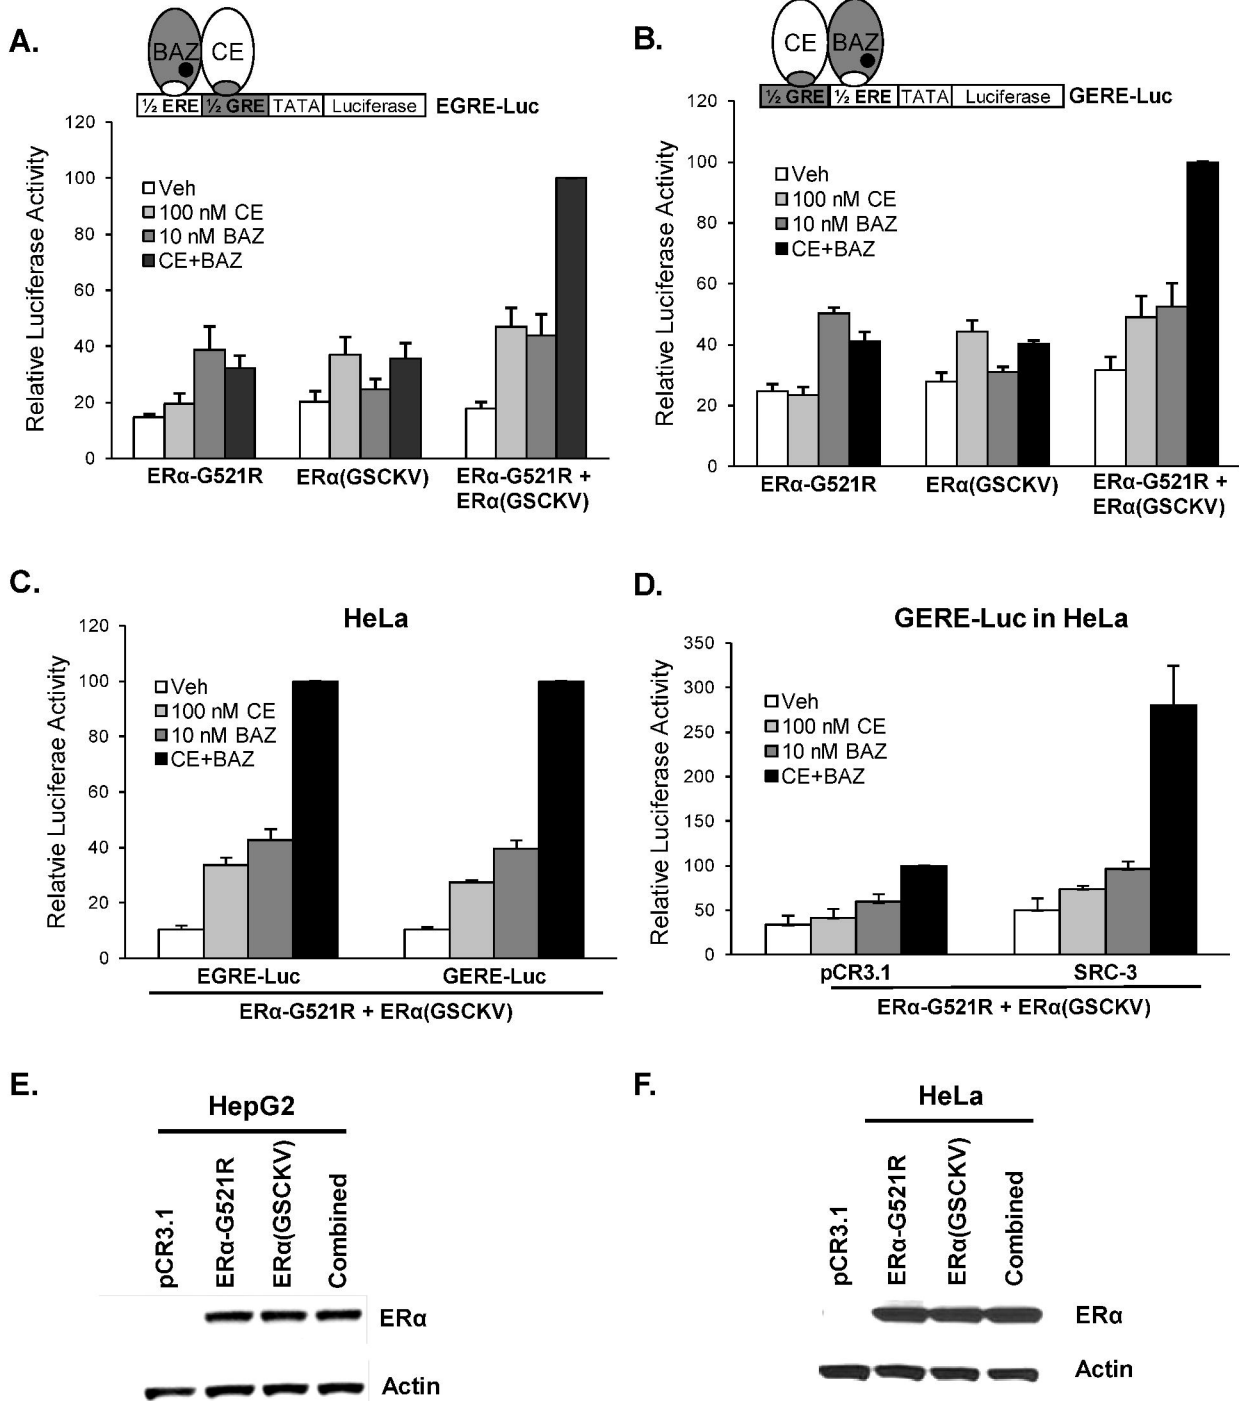 A.
BAZ CE
½ ERE ½ GRE TATA Luciferase EGRE-Luc
120
100
80
60
40
20
0
Relative Luciferase Activity
Veh
100 nM CE
10 nM BAZ
CE+BAZ
ERα-G521R ERα(GSCKV) ERα-G521R +
ERα(GSCKV)
B.
CE BAZ
½ GRE ½ ERE TATA Luciferase GERE-Luc
120
100
80
60
40
20
0
Relative Luciferase Activity
Veh
100 nM CE
10 nM BAZ
CE+BAZ
ERα-G521R ERα(GSCKV) ERα-G521R +
ERα(GSCKV)
C.
HeLa
120
100
80
60
40
20
0
Relatvie Luciferae Activity
Veh
100 nM CE
10 nM BAZ
CE+BAZ
EGRE-Luc GERE-Luc
ERα-G521R + ERα(GSCKV)
D.
GERE-Luc in HeLa
350
300
250
200
150
100
50
0
Relative Luciferase Activity
Veh
100 nM CE
10 nM BAZ
CE+BAZ
pCR3.1 SRC-3
ERα-G521R + ERα(GSCKV)
E.
HepG2
pCR3.1
ERα-G521R
ERα(GSCKV)
Combined
ERα
Actin
F.
HeLa
pCR3.1
ERα-G521R
ERα(GSCKV)
Combined
ERα
Actin